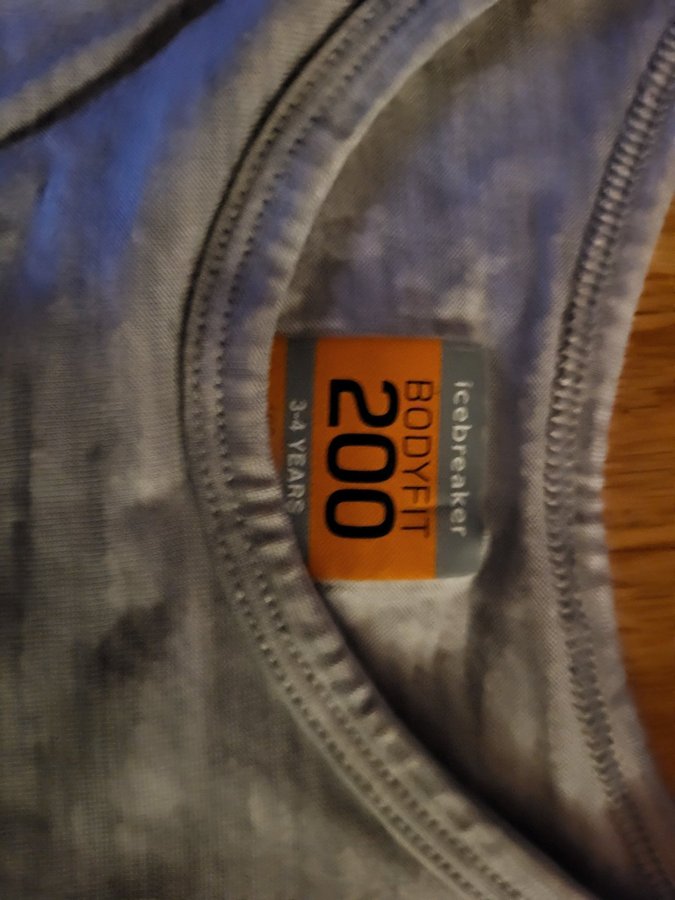 icebreaker
BODYFIT
200
3-4 YEARS